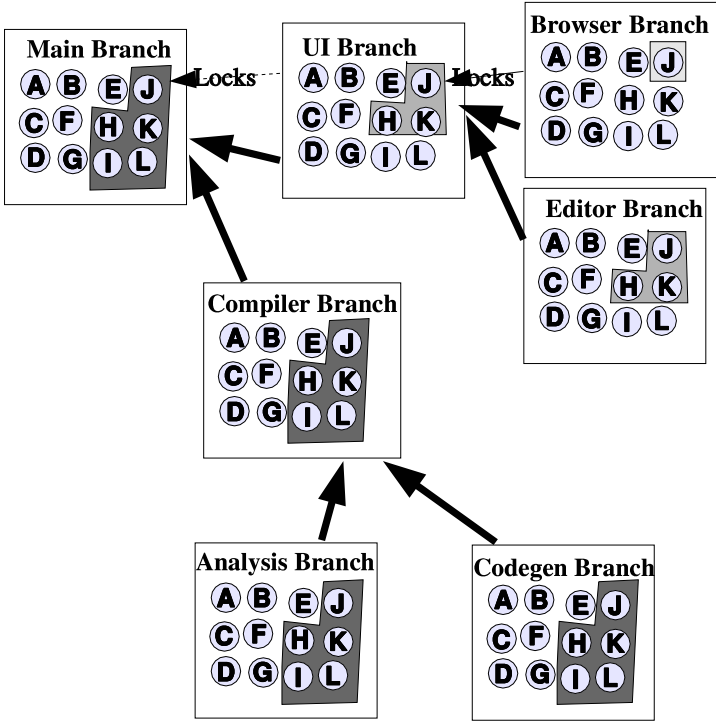 Main Branch
A B E J
C F H K
D G I L
Locks
UI Branch
A B E J
C F H K
D G I L
Locks
Browser Branch
A B E J
C F H K
D G I L
Editor Branch
A B E J
C F H K
D G I L
Compiler Branch
A B E J
C F H K
D G I L
Analysis Branch
A B E J
C F H K
D G I L
Codegen Branch
A B E J
C F H K
D G I L